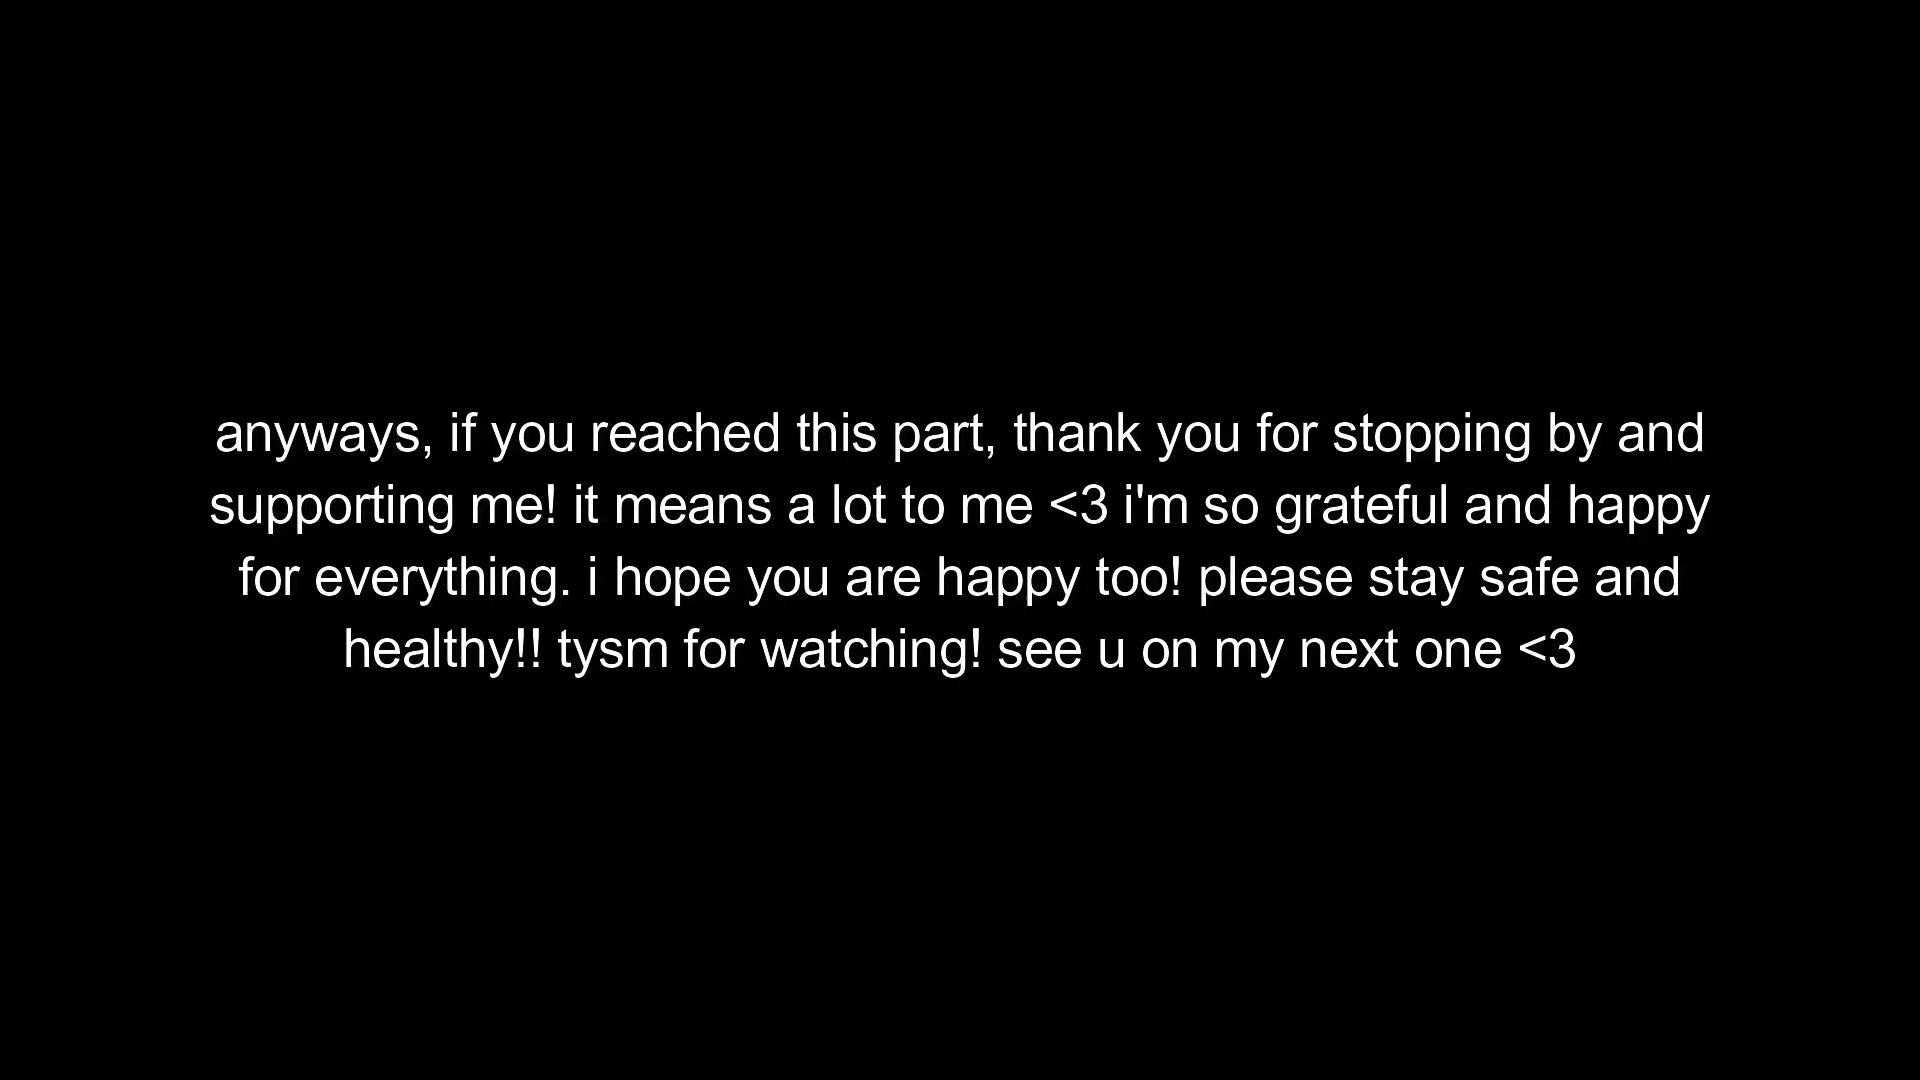 anyways, if you reached this part, thank you for stopping by and
supporting me! it means a lot to me <3 i'm so grateful and happy
for everything. i hope you are happy too! please stay safe and
healthy!! tysm for watching! see u on my next one <3